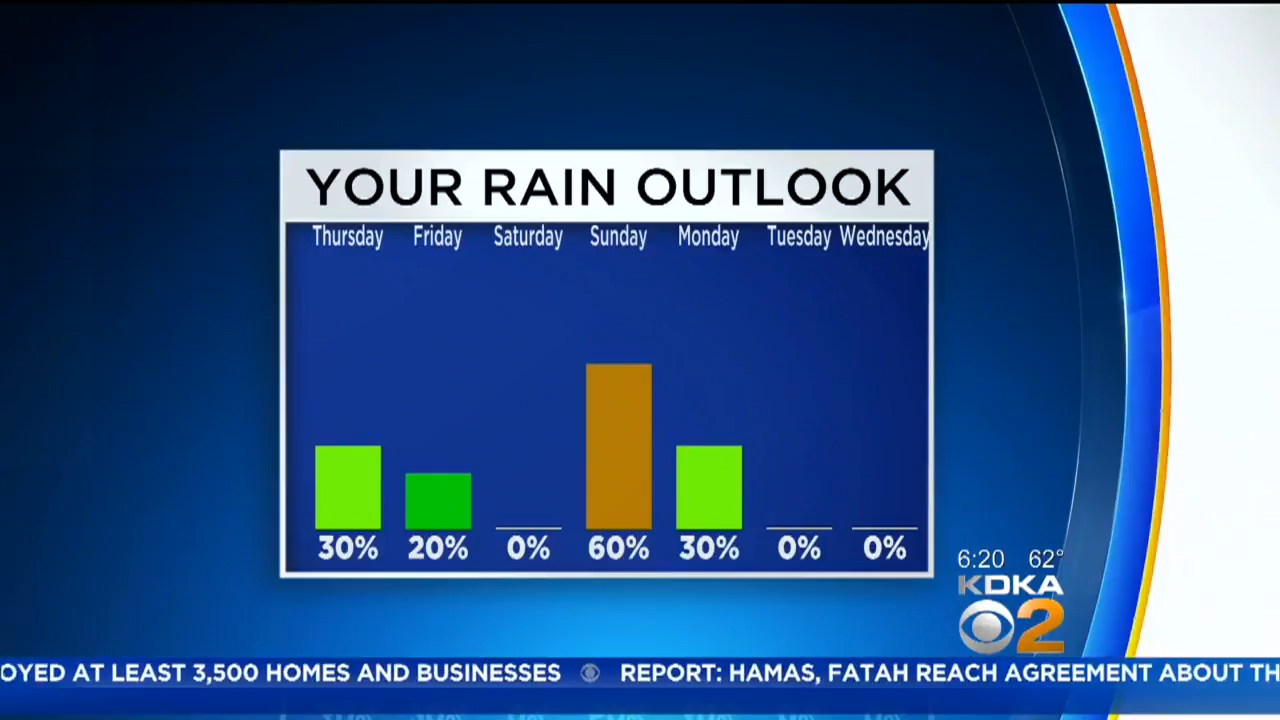 YOUR RAIN OUTLOOK
Thursday Friday Saturday Sunday Monday Tuesday Wednesday
30% 20% 0% 60% 30% 0% 0%
6:20 62°
KDKA
2
OYED AT LEAST 3,500 HOMES AND BUSINESSES REPORT: HAMAS, FATAH REACH AGREEMENT ABOUT TH